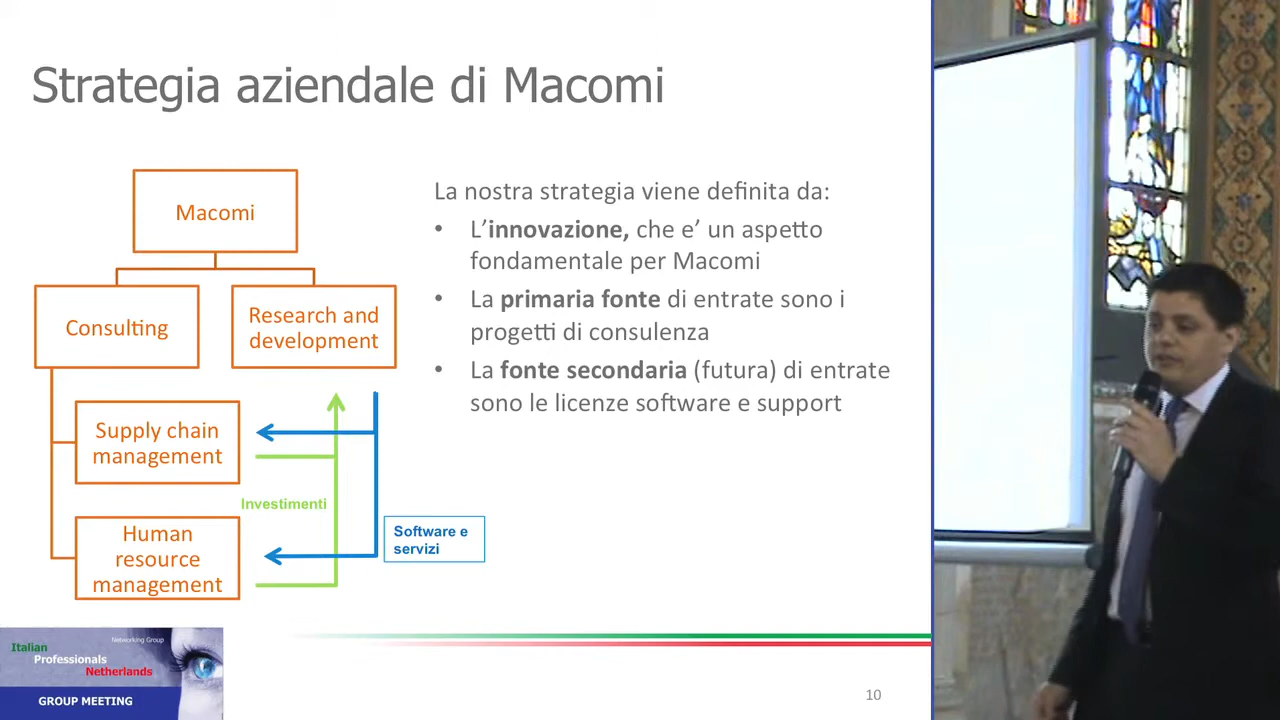 Strategia aziendale di Macomi
Macomi
Consulting
Research and
development
Supply chain
management
Human
resource
management
Investimenti
Software e
servizi
La nostra strategia viene definita da:
• L’innovazione, che e’ un aspetto
fondamentale per Macomi
• La primaria fonte di entrate sono i
progetti di consulenza
• La fonte secondaria (futura) di entrate
sono le licenze software e support
Networking Group
Italian
Professionals
Netherlands
GROUP MEETING
10